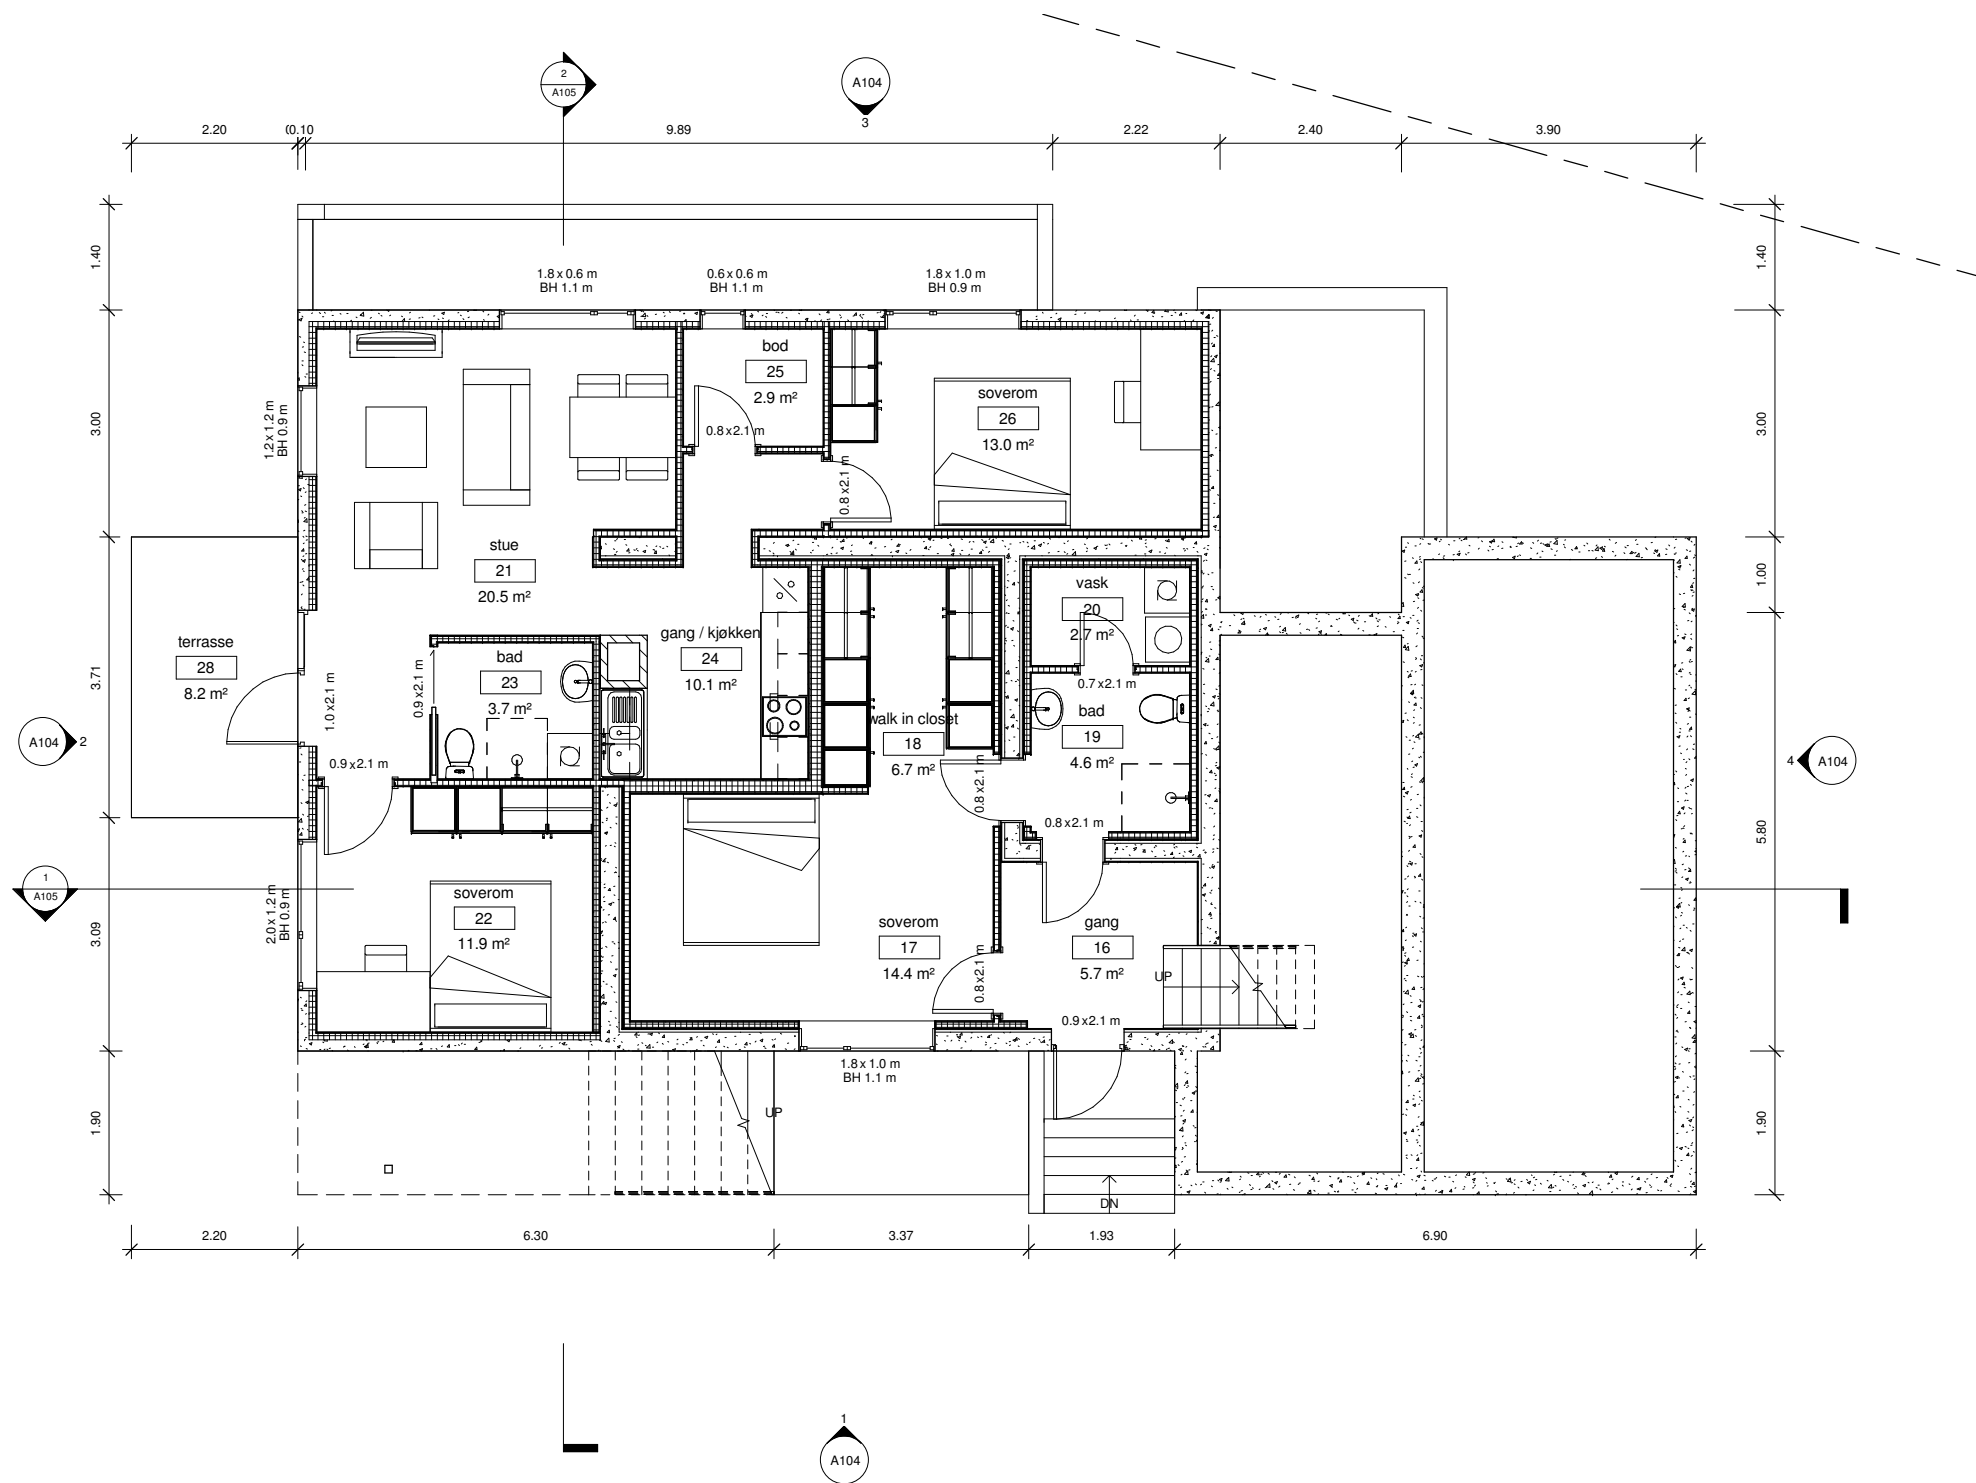 2
A105
A104
3
2.20
0.10
9.89
2.22
2.40
3.90
1.40
3.00
3.71
3.09
1.90
1.40
3.00
1.00
5.80
1.90
1.8 x 0.6 m
BH 1.1 m
0.6 x 0.6 m
BH 1.1 m
1.8 x 1.0 m
BH 0.9 m
1.2 x 1.2 m
BH 0.9 m
bod
25
2.9 m²
0.8 x 2.1 m
soverom
26
13.0 m²
0.8 x 2.1 m
stue
21
20.5 m²
terrasse
28
8.2 m²
1.0 x 2.1 m
0.9 x 2.1 m
bad
23
3.7 m²
gang / kjøkken
24
10.1 m²
vask
20
2.7 m²
0.7 x 2.1 m
walk in closet
18
6.7 m²
bad
19
4.6 m²
0.8 x 2.1 m
0.8 x 2.1 m
A104
2
4
A104
0.9 x 2.1 m
1
A105
2.0 x 1.2 m
BH 0.9 m
soverom
22
11.9 m²
soverom
17
14.4 m²
0.8 x 2.1 m
gang
16
5.7 m²
UP
0.9 x 2.1 m
1.8 x 1.0 m
BH 1.1 m
UP
DN
2.20
6.30
3.37
1.93
6.90
1
A104